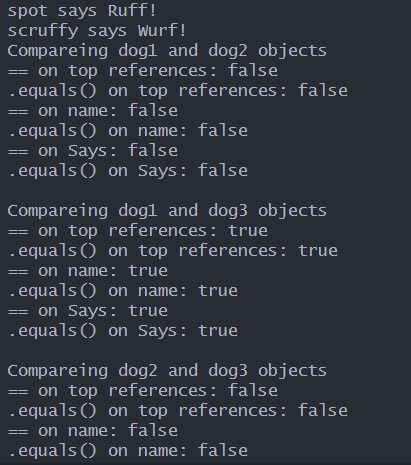 spot says Ruff!
scruffy says Wurf!
Compareing dog1 and dog2 objects
== on top references: false
.equals() on top references: false
== on name: false
.equals() on name: false
== on Says: false
.equals() on Says: false

Compareing dog1 and dog3 objects
== on top references: true
.equals() on top references: true
== on name: true
.equals() on name: true
== on Says: true
.equals() on Says: true

Compareing dog2 and dog3 objects
== on top references: false
.equals() on top references: false
== on name: false
.equals() on name: false